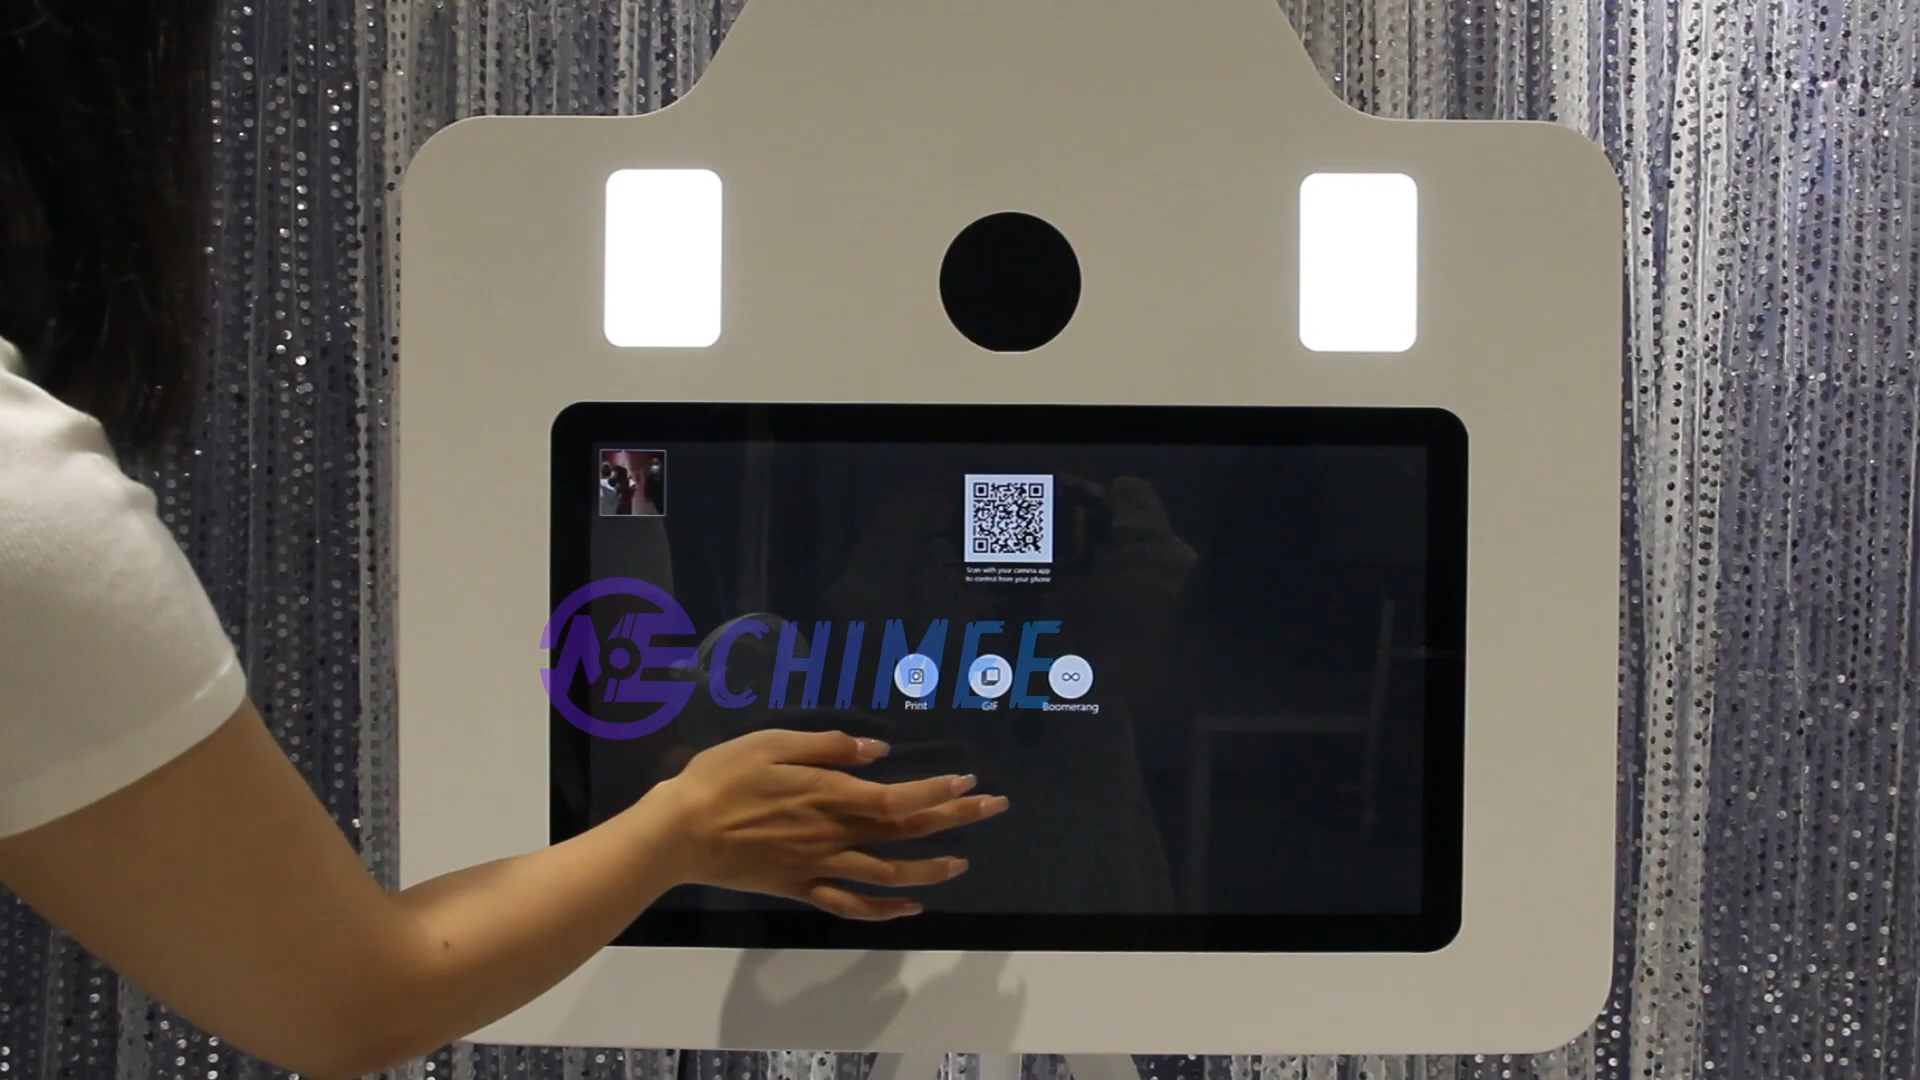 Scan with your camera app
to control from your phone
CHIMEE
Print GIF Boomerang